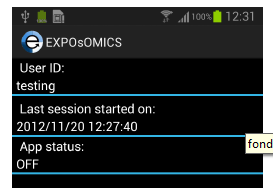 100% 12:31
EXPOsOMICS
User ID:
testing
Last session started on:
2012/11/20 12:27:40
App status:
OFF
fond